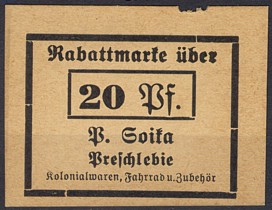 Rabattmarke über
20 Pf.
P. Soika
Preschlebie
Kolonialwaren, Fahrrad u. Zubehör